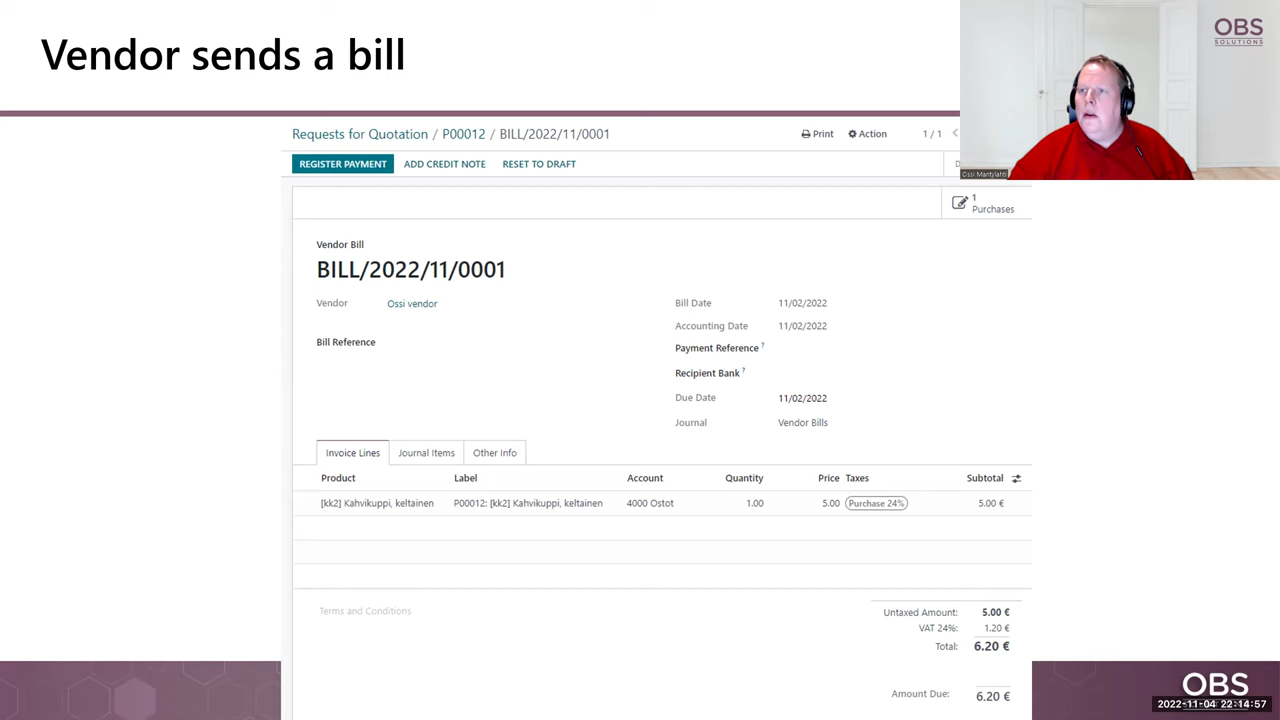 Vendor sends a bill
OBS
SOLUTIONS
Ossi Mantylahti
Requests for Quotation / P00012 / BILL/2022/11/0001
Print Action 1 / 1
REGISTER PAYMENT ADD CREDIT NOTE RESET TO DRAFT D
1
Purchases
Vendor Bill
BILL/2022/11/0001
Vendor Ossi vendor
Bill Date 11/02/2022
Accounting Date 11/02/2022
Bill Reference
Payment Reference ?
Recipient Bank ?
Due Date 11/02/2022
Journal Vendor Bills
Invoice Lines Journal Items Other Info
Product Label Account Quantity Price Taxes Subtotal
[kk2] Kahvikuppi, keltainen P00012: [kk2] Kahvikuppi, keltainen 4000 Ostot 1.00 5.00 Purchase 24% 5.00 €
Terms and Conditions
Untaxed Amount: 5.00 €
VAT 24%: 1.20 €
Total: 6.20 €
Amount Due: 6.20 €
OBS
2022-11-04 22:14:57